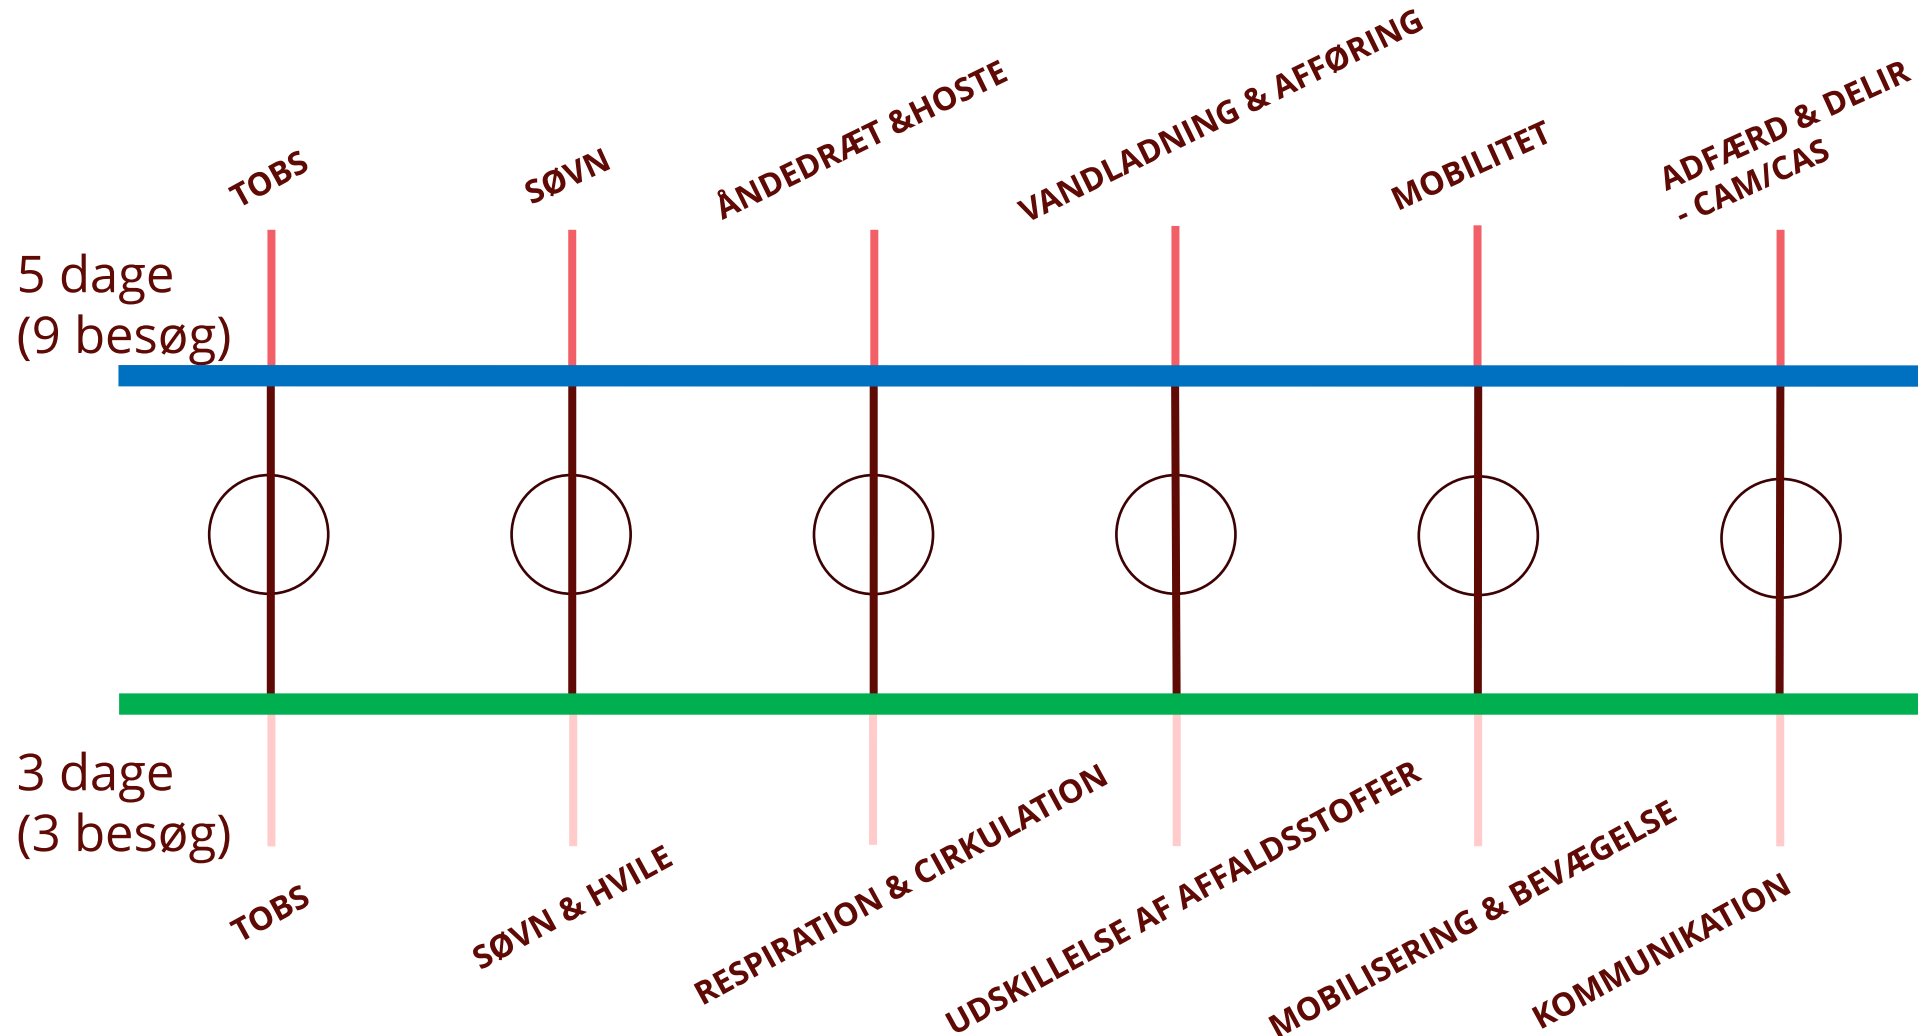 TOBS
SØVN
ÅNDEDRÆT &HOSTE
VANDLADNING & AFFØRING
MOBILITET
ADFÆRD & DELIR
- CAM/CAS
5 dage
(9 besøg)
3 dage
(3 besøg)
TOBS
SØVN & HVILE
RESPIRATION & CIRKULATION
UDSKILLELSE AF AFFALDSSTOFFER
MOBILISERING & BEVÆGELSE
KOMMUNIKATION